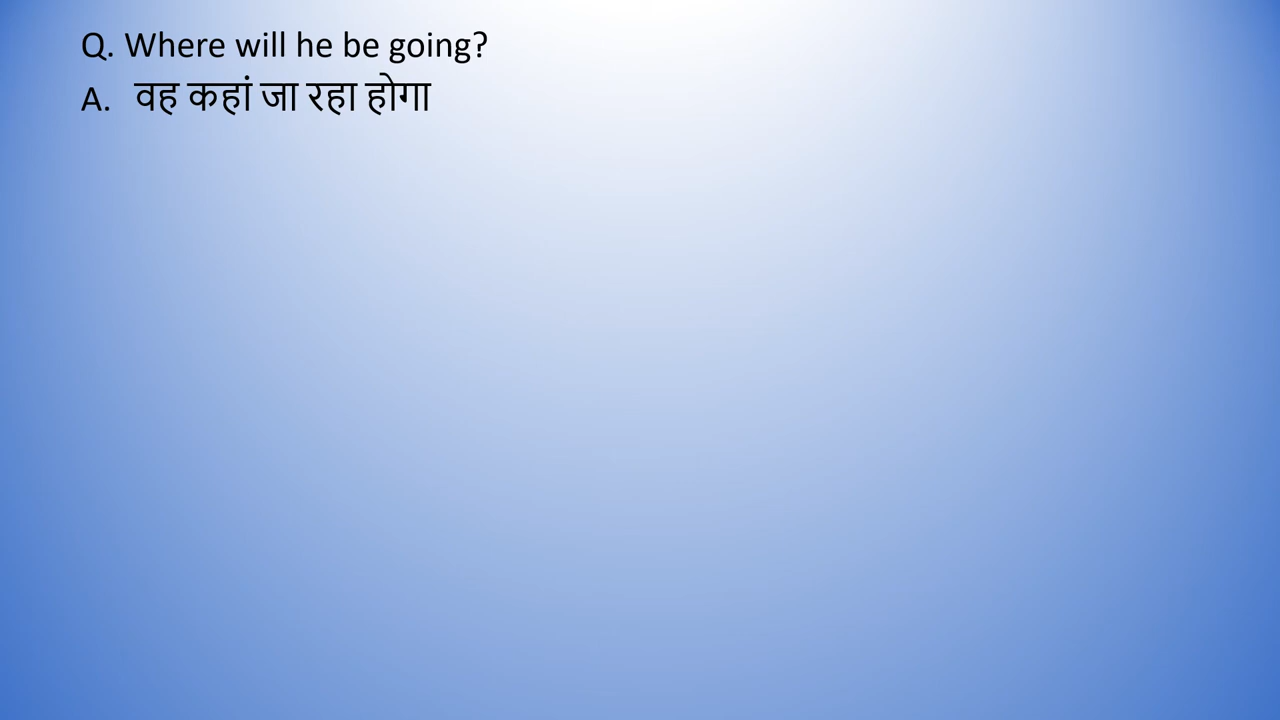 Q. Where will he be going?
A. वह कहां जा रहा होगा